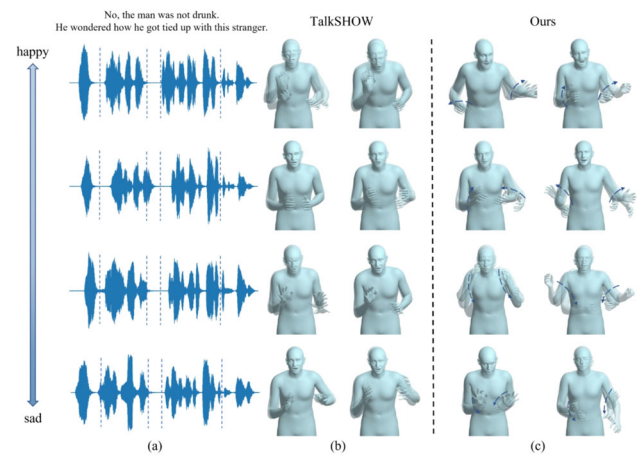 No, the man was not drunk.
He wondered how he got tied up with this stranger.
TalkSHOW
Ours
happy
sad
(a)
(b)
(c)